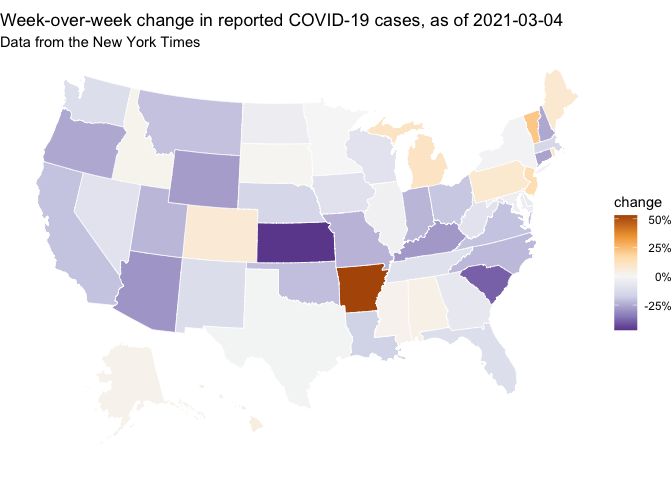 Week-over-week change in reported COVID-19 cases, as of 2021-03-04
Data from the New York Times
change
50%
25%
0%
-25%